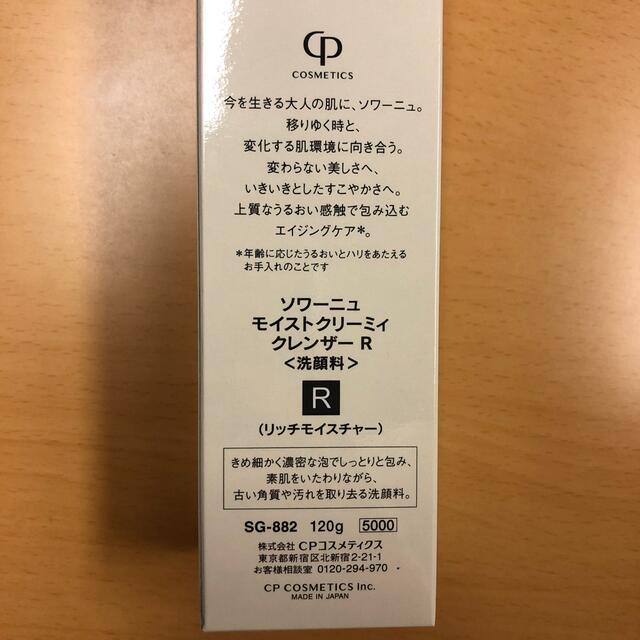 CP
COSMETICS
今を生きる大人の肌に、ソワーニュ。
移りゆく時と、
変化する肌環境に向き合う。
変わらない美しさへ、
いきいきとしたすこやかさへ。
上質なうるおい感触で包み込む
エイジングケア*。
*年齢に応じたうるおいとハリをあたえる
お手入れのことです
ソワーニュ
モイストクリーミィ
クレンザー R
<洗顔料>
R
(リッチモイスチャー)
きめ細かく濃密な泡でしっとりと包み、
素肌をいたわりながら、
古い角質や汚れを取り去る洗顔料。
SG-882 120g 5000
株式会社 CPコスメティクス
東京都新宿区北新宿2-21-1
お客様相談室 0120-294-970
CP COSMETICS Inc.
MADE IN JAPAN